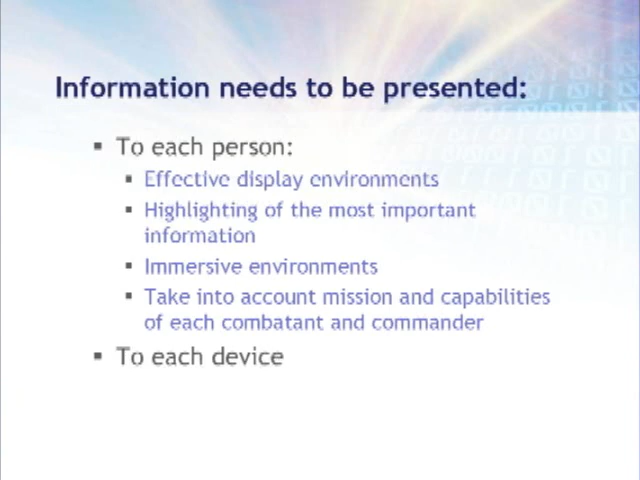 Information needs to be presented:
▪ To each person:
▪ Effective display environments
▪ Highlighting of the most important
information
▪ Immersive environments
▪ Take into account mission and capabilities
of each combatant and commander
▪ To each device